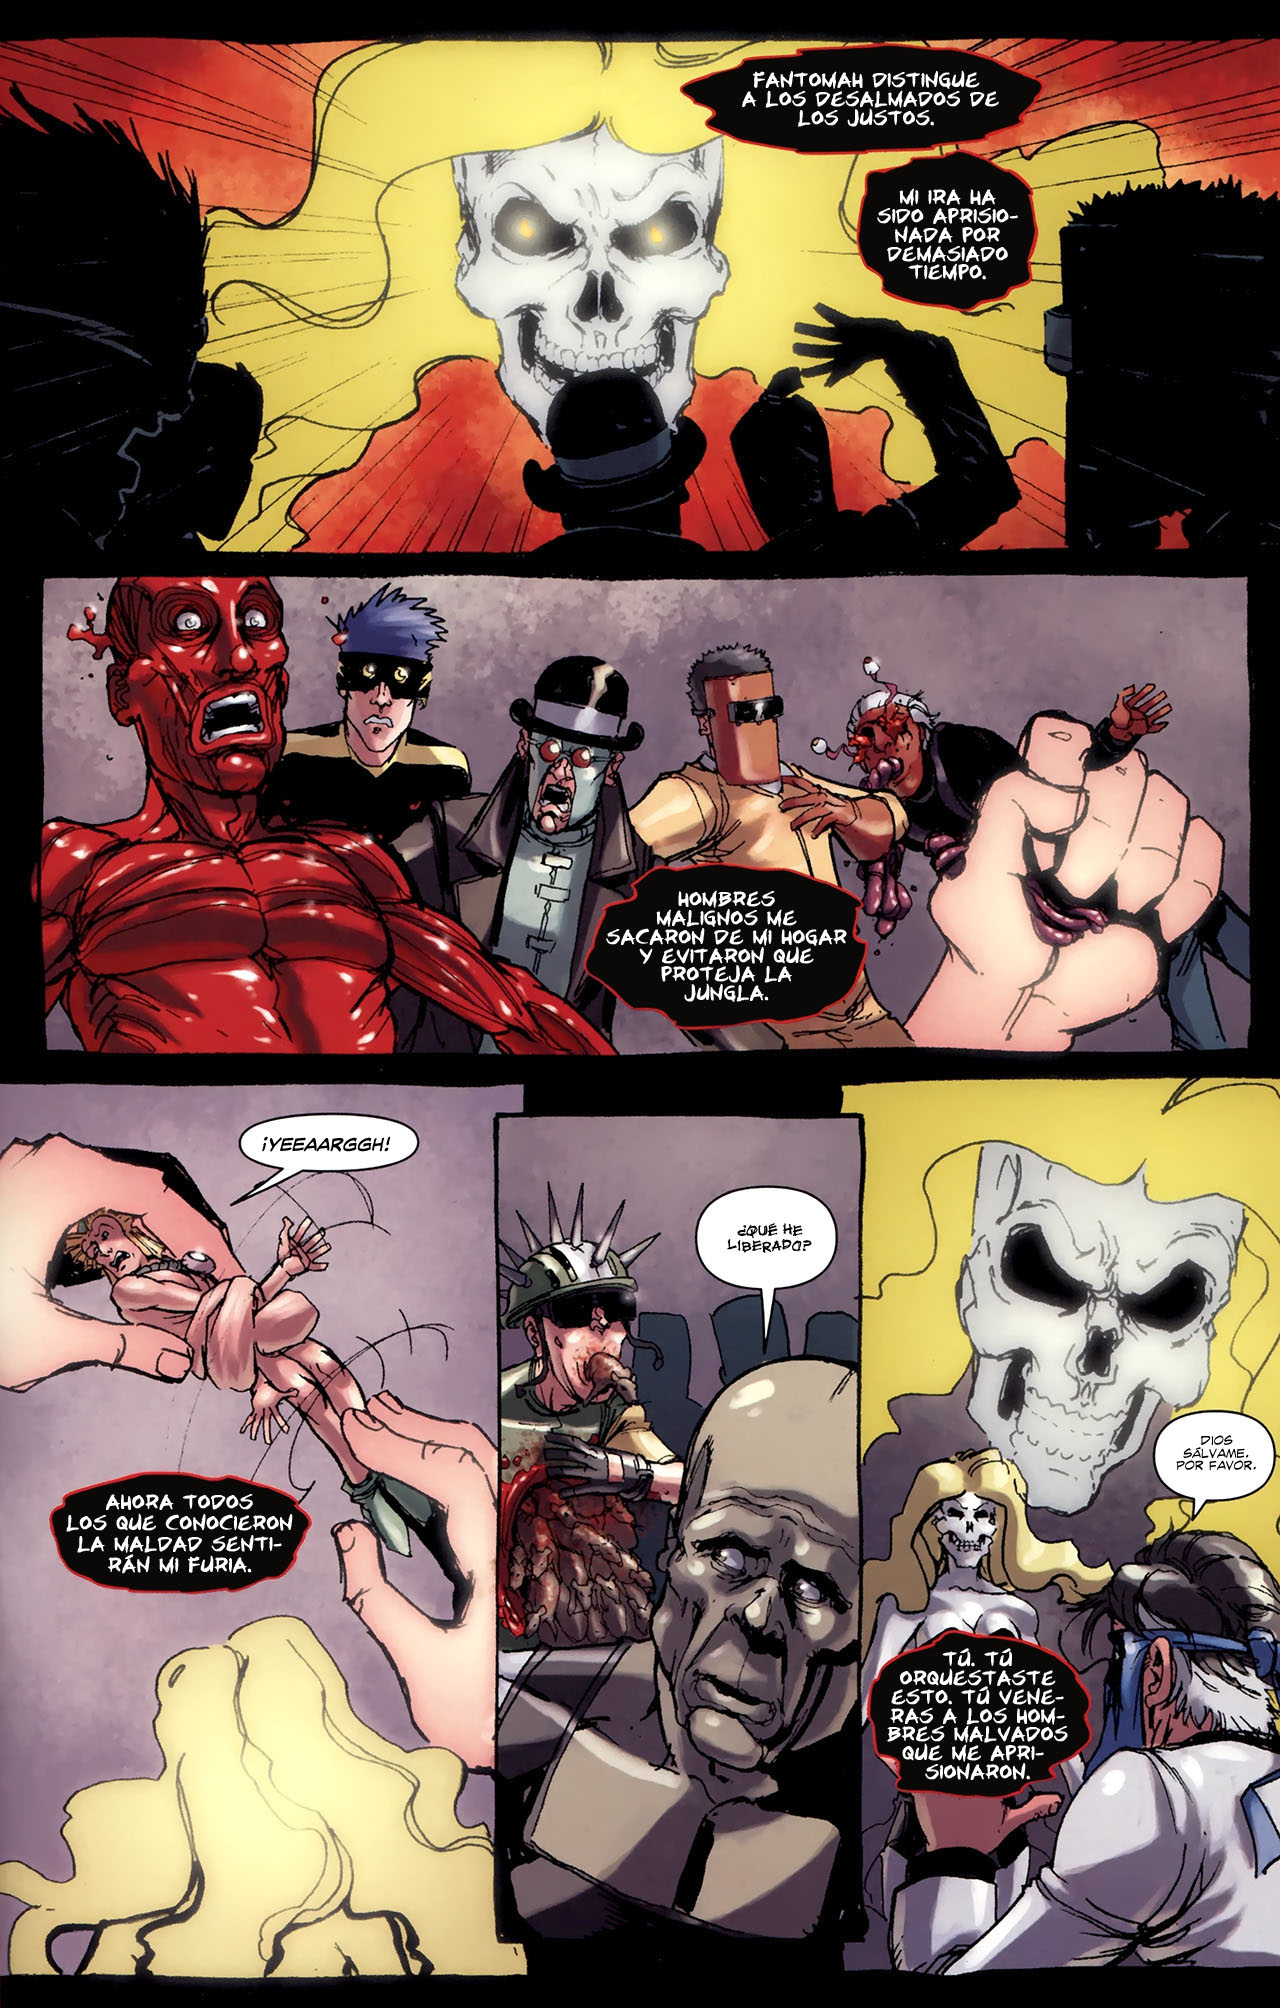 FANTOMAH DISTINGUE
A LOS DESALMADOS DE
LOS JUSTOS.
MI IRA HA
SIDO APRISIO-
NADA POR
DEMASIADO
TIEMPO.
HOMBRES
MALIGNOS ME
SACARON DE MI HOGAR
Y EVITARON QUE
PROTEJA LA
JUNGLA.
¡YEEAARGGH!
AHORA TODOS
LOS QUE CONOCIERON
LA MALDAD SENTI-
RÁN MI FURIA.
¿QUÉ HE
LIBERADO?
DIOS
SÁLVAME,
POR FAVOR.
TÚ. TÚ
ORQUESTASTE
ESTO. TÚ VENE-
RAS A LOS HOM-
BRES MALVADOS
QUE ME APRI-
SIONARON.